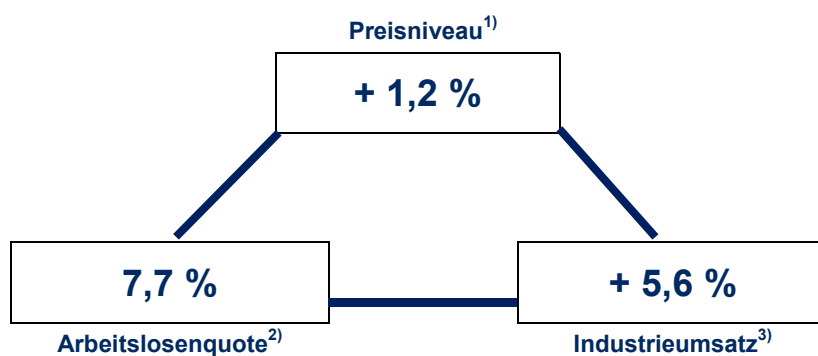 Preisniveau1)
+ 1,2 %
7,7 %
+ 5,6 %
Arbeitslosenquote2)
Industrieumsatz3)